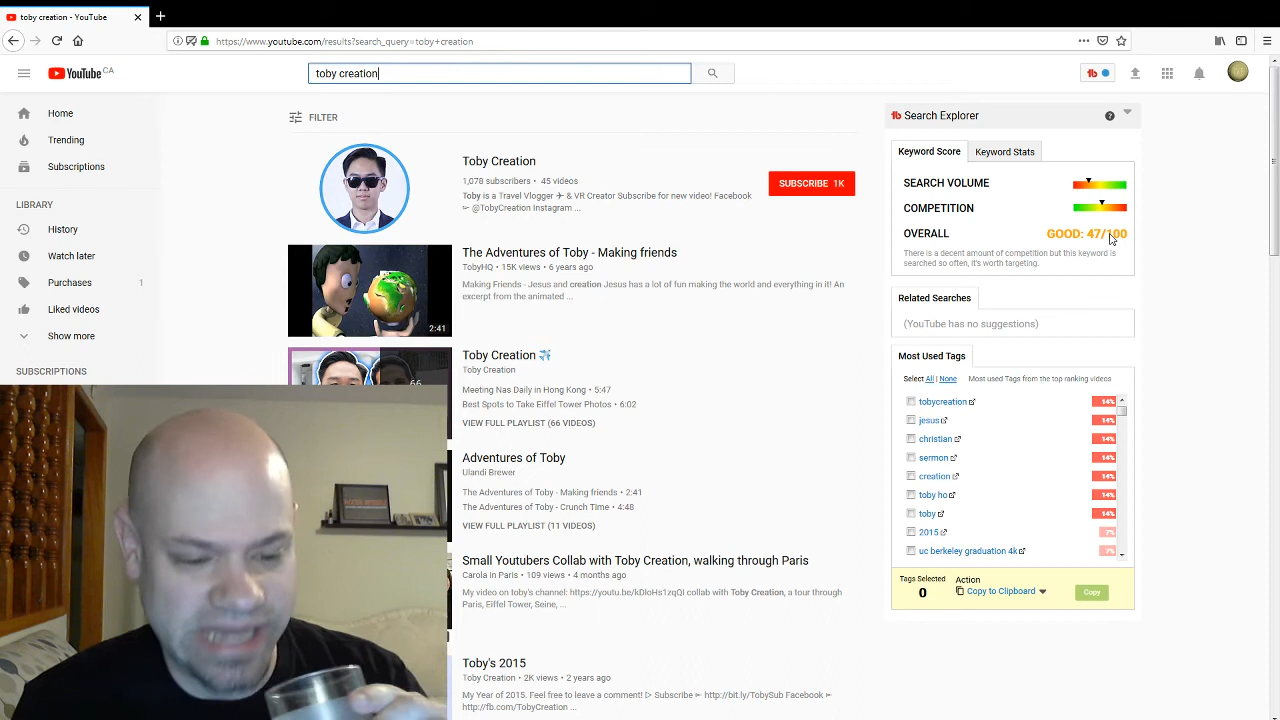 toby creation - YouTube
https://www.youtube.com/results?search_query=toby+creation
YouTube CA
toby creation
tb
Home
Trending
Subscriptions
LIBRARY
History
Watch later
Purchases 1
Liked videos
Show more
SUBSCRIPTIONS
FILTER
Toby Creation
1,078 subscribers • 45 videos
Toby is a Travel Vlogger ✈ & VR Creator Subscribe for new video! Facebook
➳ @TobyCreation Instagram ...
SUBSCRIBE 1K
The Adventures of Toby - Making friends
TobyHQ • 15K views • 6 years ago
Making Friends - Jesus and creation Jesus has a lot of fun making the world and everything in it! An
excerpt from the animated ...
2:41
Toby Creation ✈
Toby Creation
Meeting Nas Daily in Hong Kong • 5:47
Best Spots to Take Eiffel Tower Photos • 6:02
VIEW FULL PLAYLIST (66 VIDEOS)
66
Adventures of Toby
Ulandi Brewer
The Adventures of Toby - Making friends • 2:41
The Adventures of Toby - Crunch Time • 4:48
VIEW FULL PLAYLIST (11 VIDEOS)
Small Youtubers Collab with Toby Creation, walking through Paris
Carola in Paris • 109 views • 4 months ago
My video on toby's channel: https://youtu.be/kDloHs1zqQI collab with Toby Creation, a tour through
Paris, Eiffel Tower, Seine, ...
Toby's 2015
Toby Creation • 2K views • 2 years ago
My Year of 2015. Feel free to leave a comment! ▷ Subscribe ➳ http://bit.ly/TobySub Facebook ➳
http://fb.com/TobyCreation ...
tb Search Explorer
Keyword Score Keyword Stats
SEARCH VOLUME
COMPETITION
OVERALL GOOD: 47/100
There is a decent amount of competition but this keyword is
searched so often, it's worth targeting.
Related Searches
(YouTube has no suggestions)
Most Used Tags
Select All | None Most used Tags from the top ranking videos
tobycreation 14%
jesus 14%
christian 14%
sermon 14%
creation 14%
toby ho 14%
toby 14%
2015 7%
uc berkeley graduation 4k 7%
Tags Selected
0
Action
Copy to Clipboard
Copy